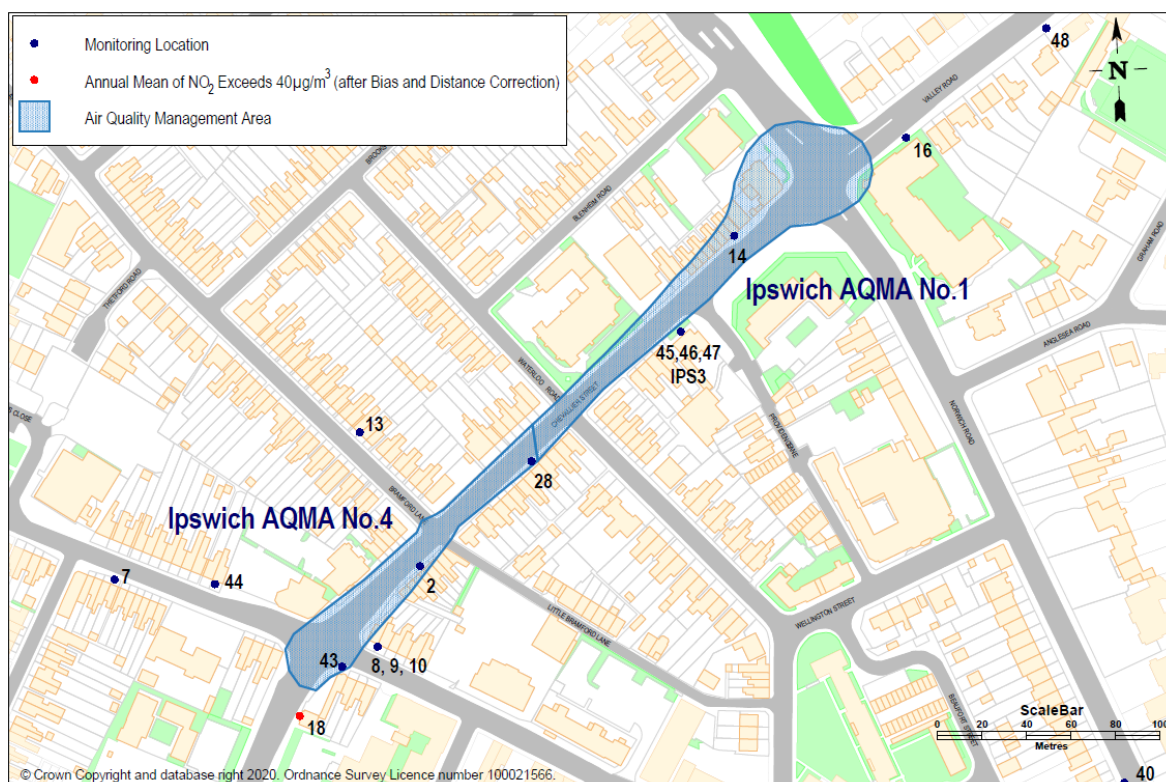 Monitoring Location
Annual Mean of NO₂ Exceeds 40µg/m³ (after Bias and Distance Correction)
Air Quality Management Area
48
N
VALLEY ROAD
16
BLENHEIM ROAD
GRAHAM ROAD
THETFORD ROAD
14
Ipswich AQMA No.1
ANGLESEA ROAD
45,46,47
IPS3
WATERLOO ROAD
CHEVALLIER STREET
NORWICH ROAD
CLOSE
13
28
BRAMFORD LANE
Ipswich AQMA No.4
2
7
44
LITTLE BRAMFORD LANE
WELLINGTON STREET
43
8, 9, 10
18
ScaleBar
0 20 40 60 80 100
Metres
40
© Crown Copyright and database right 2020. Ordnance Survey Licence number 100021566.